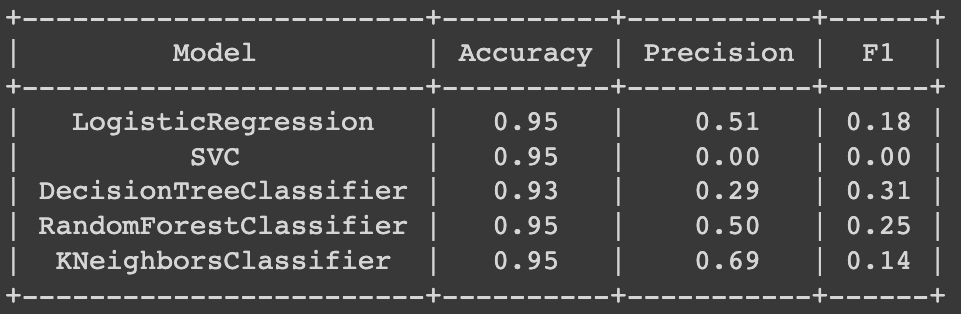 +------------------------+----------+-----------+------+
|         Model          | Accuracy | Precision |  F1  |
+------------------------+----------+-----------+------+
|   LogisticRegression   |   0.95   |    0.51   | 0.18 |
|          SVC           |   0.95   |    0.00   | 0.00 |
| DecisionTreeClassifier |   0.93   |    0.29   | 0.31 |
| RandomForestClassifier |   0.95   |    0.50   | 0.25 |
|  KNeighborsClassifier  |   0.95   |    0.69   | 0.14 |
+------------------------+----------+-----------+------+